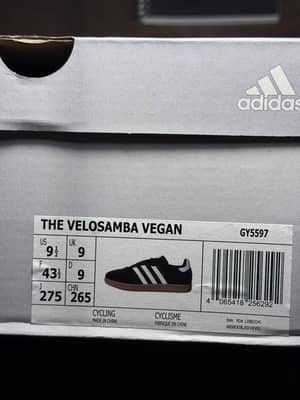 adidas
THE VELOSAMBA VEGAN
GY5597
US UK
9½ 9
F D
43⅓ 9
J CHN
275 265
4 065418 256292
CYCLING CYCLISME
MADE IN CHINA FABRIQUE EN CHINE